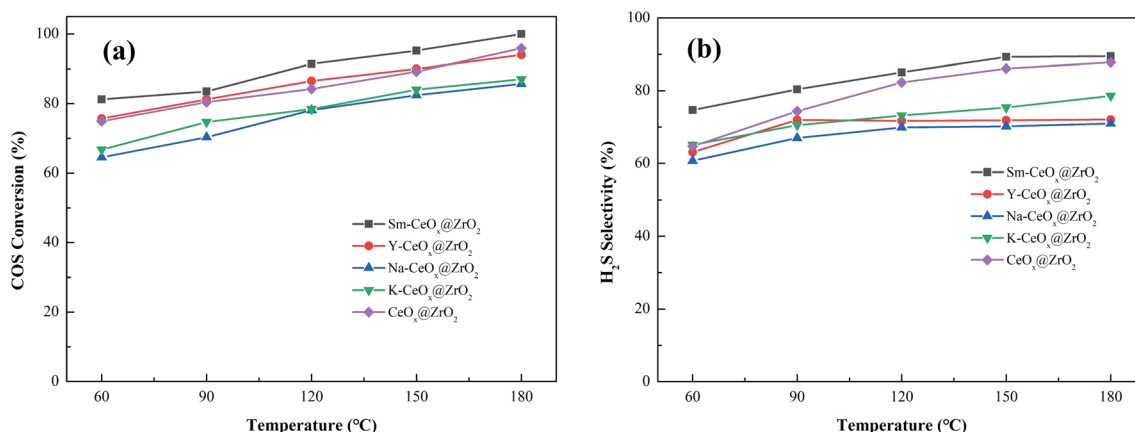 (a)
COS Conversion (%)
100
80
60
40
20
0
Sm-CeOₓ@ZrO₂
Y-CeOₓ@ZrO₂
Na-CeOₓ@ZrO₂
K-CeOₓ@ZrO₂
CeOₓ@ZrO₂
60 90 120 150 180
Temperature (°C)
(b)
H₂S Selectivity (%)
100
80
60
40
20
0
Sm-CeOₓ@ZrO₂
Y-CeOₓ@ZrO₂
Na-CeOₓ@ZrO₂
K-CeOₓ@ZrO₂
CeOₓ@ZrO₂
60 90 120 150 180
Temperature (°C)